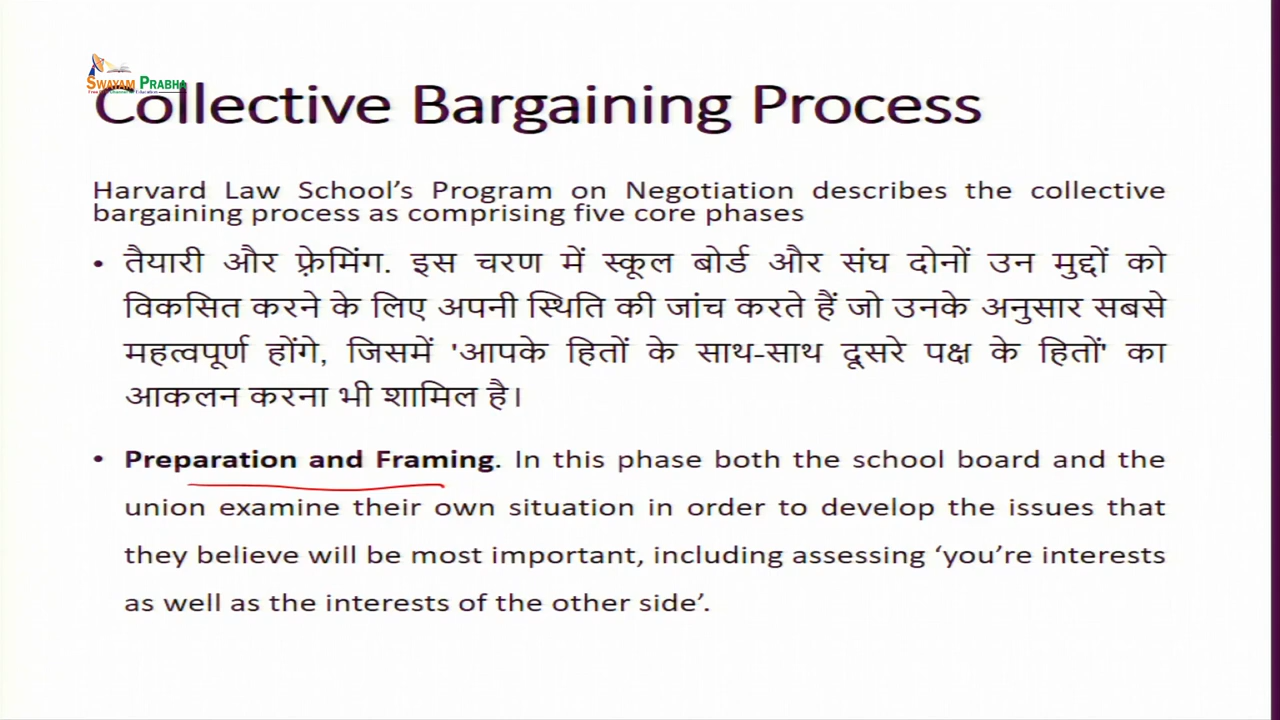 SWAYAM PRABHA
Collective Bargaining Process
Harvard Law School’s Program on Negotiation describes the collective
bargaining process as comprising five core phases
• तैयारी और फ़्रेमिंग. इस चरण में स्कूल बोर्ड और संघ दोनों उन मुद्दों को
विकसित करने के लिए अपनी स्थिति की जांच करते हैं जो उनके अनुसार सबसे
महत्वपूर्ण होंगे, जिसमें 'आपके हितों के साथ-साथ दूसरे पक्ष के हितों' का
आकलन करना भी शामिल है।
• Preparation and Framing. In this phase both the school board and the
union examine their own situation in order to develop the issues that
they believe will be most important, including assessing ‘you’re interests
as well as the interests of the other side’.